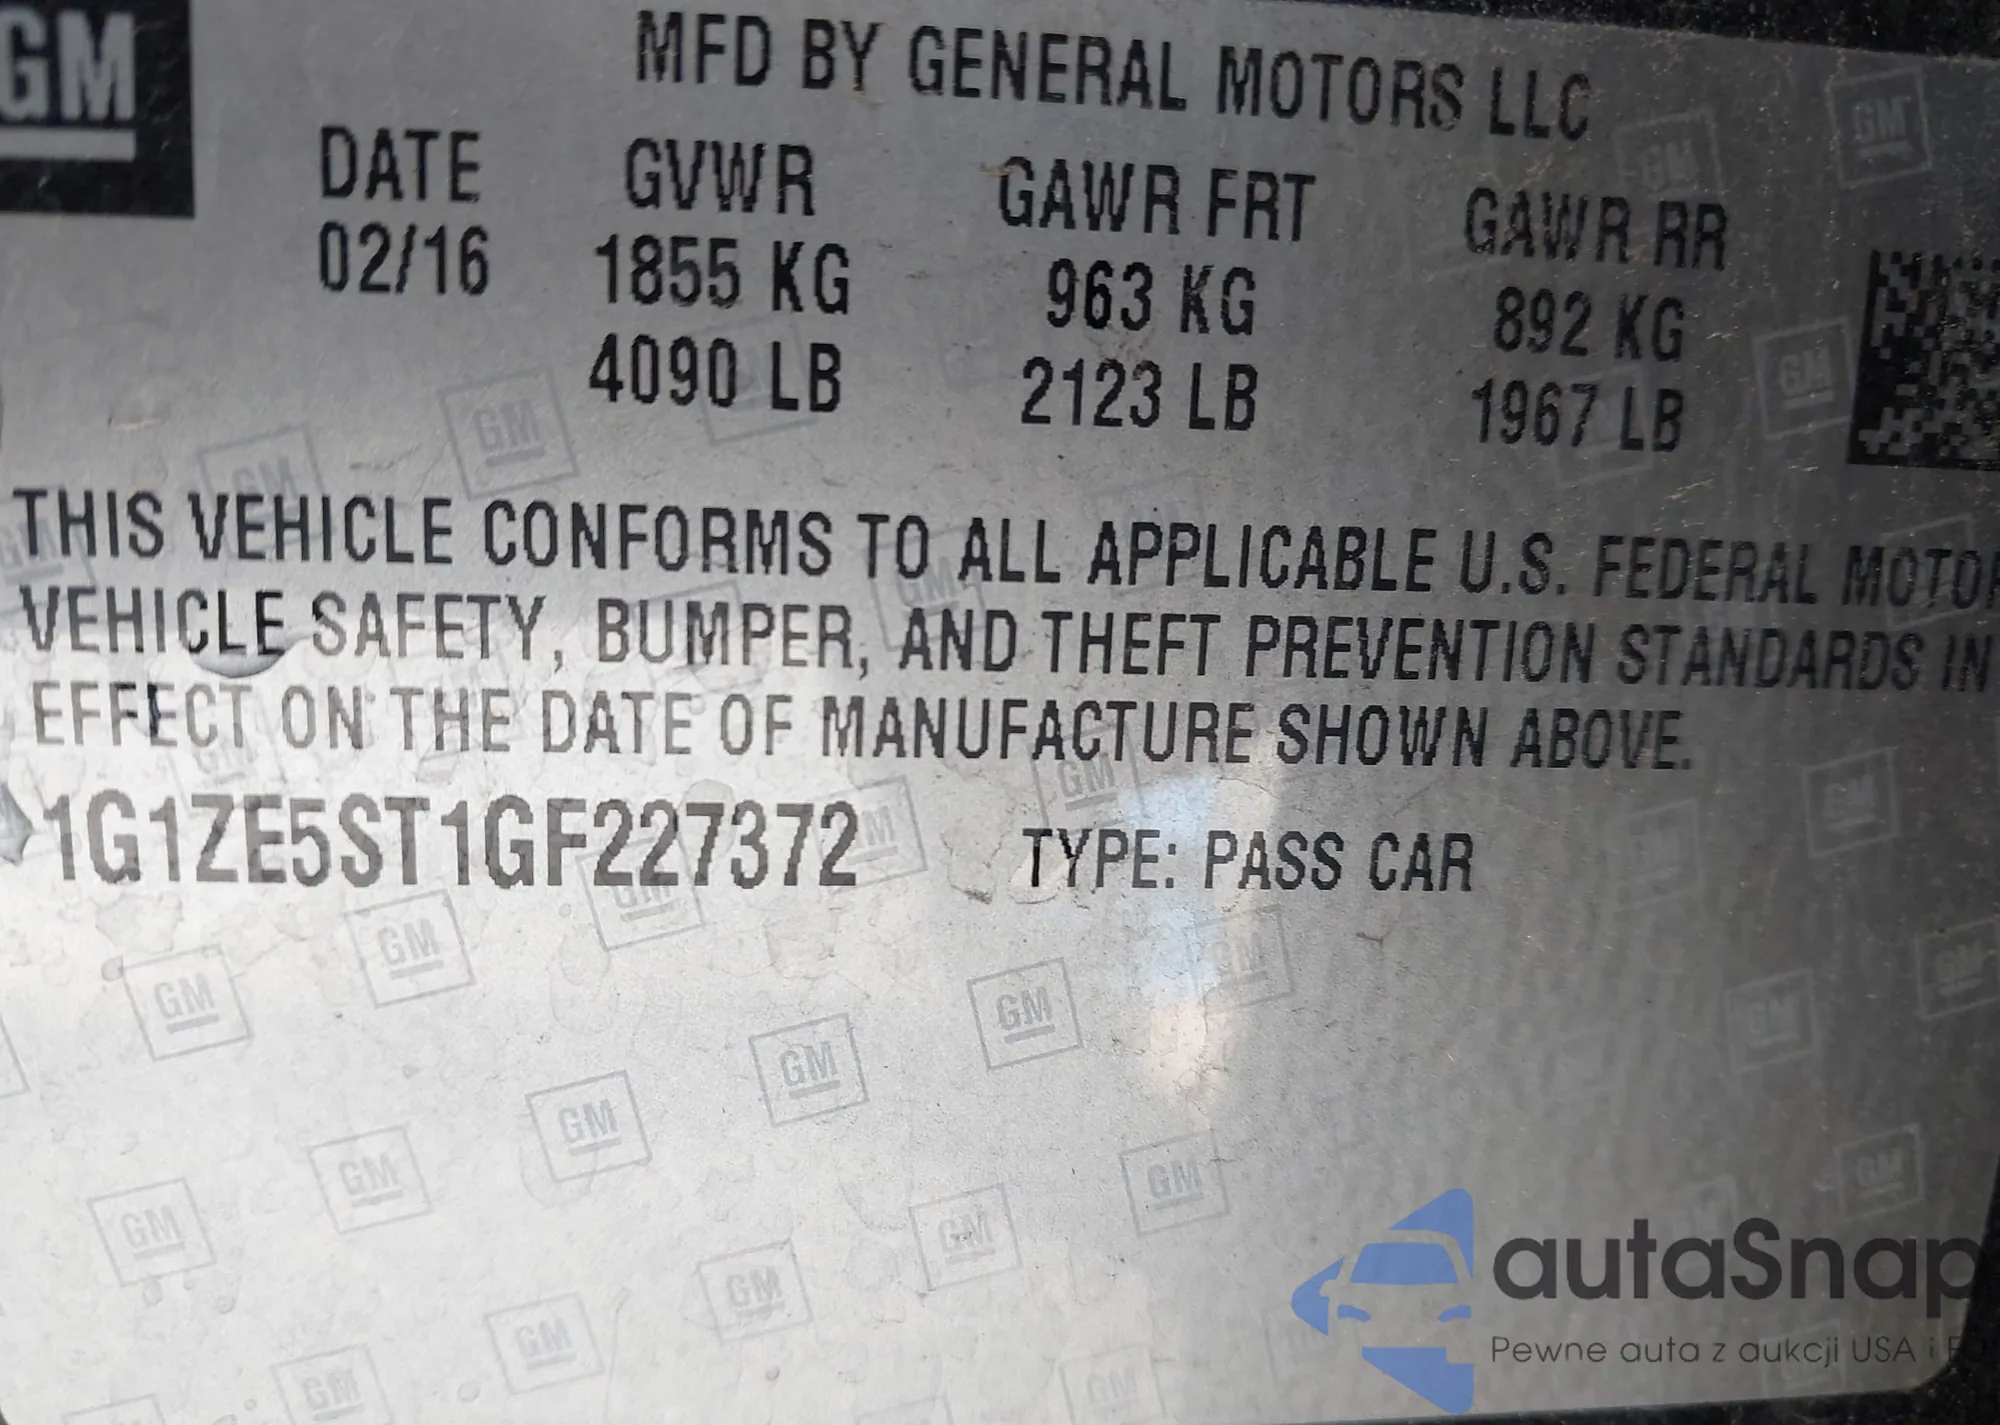 GM
MFD BY GENERAL MOTORS LLC
DATE GVWR GAWR FRT GAWR RR
02/16 1855 KG 963 KG 892 KG
4090 LB 2123 LB 1967 LB
THIS VEHICLE CONFORMS TO ALL APPLICABLE U.S. FEDERAL MOTOR
VEHICLE SAFETY, BUMPER, AND THEFT PREVENTION STANDARDS IN
EFFECT ON THE DATE OF MANUFACTURE SHOWN ABOVE.
1G1ZE5ST1GF227372 TYPE: PASS CAR
autaSnap
Pewne auta z aukcji USA i